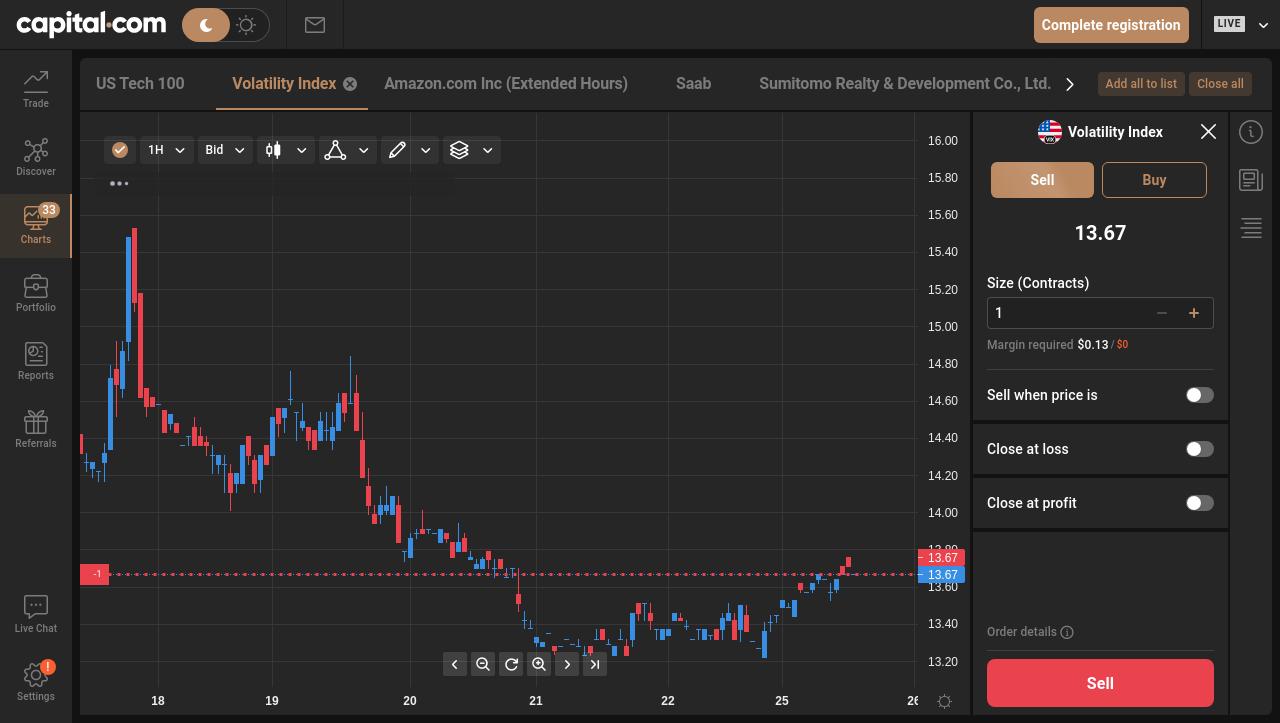 capital.com
Complete registration
LIVE
US Tech 100
Volatility Index
Amazon.com Inc (Extended Hours)
Saab
Sumitomo Realty & Development Co., Ltd.
Add all to list
Close all
Trade
Discover
33
Charts
Portfolio
Reports
Referrals
Live Chat
!
Settings
1H
Bid
16.00
15.80
15.60
15.40
15.20
15.00
14.80
14.60
14.40
14.20
14.00
13.80
13.67
13.67
13.60
13.40
13.20
-1
18
19
20
21
22
25
26
VIX
Volatility Index
Sell
Buy
13.67
Size (Contracts)
1
Margin required $0.13 / $0
Sell when price is
Close at loss
Close at profit
Order details
Sell